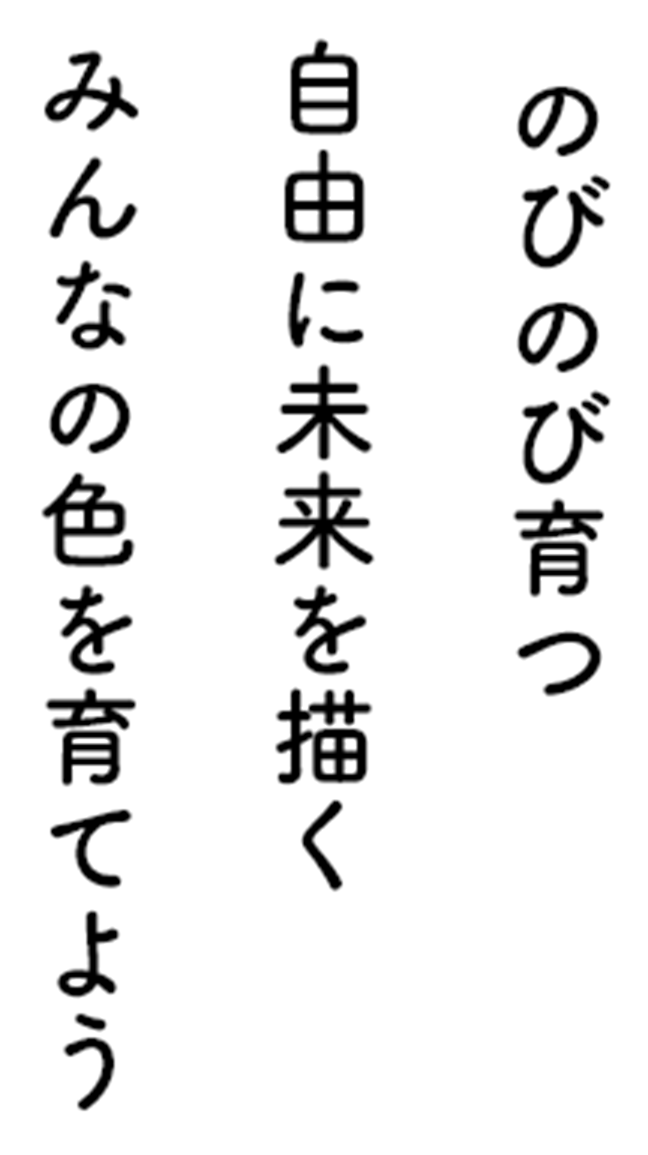 のびのび育つ
自由に未来を描く
みんなの色を育てよう